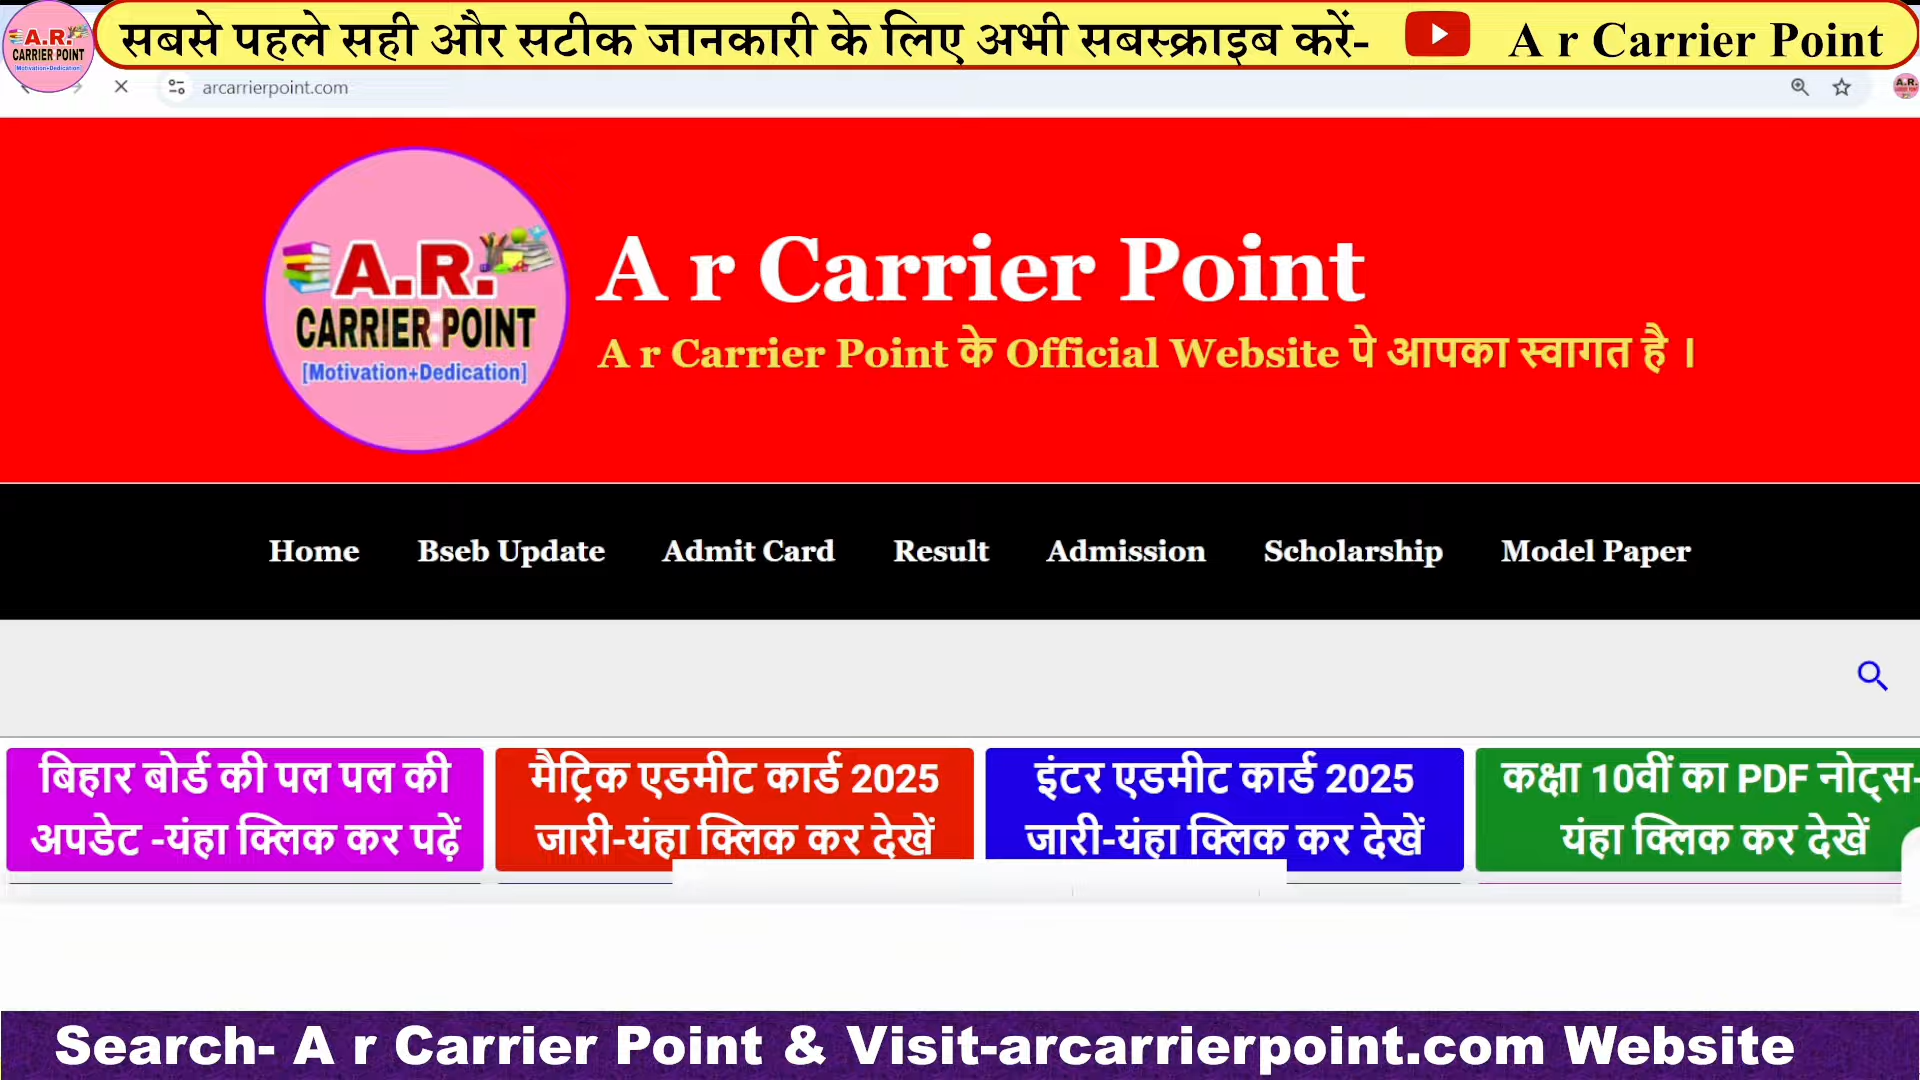 सबसे पहले सही और सटीक जानकारी के लिए अभी सबस्क्राइब करें- A r Carrier Point
A.R.
CARRIER POINT
[Motivation+Dedication]
arcarrierpoint.com
A.R.
CARRIER POINT
[Motivation+Dedication]
A r Carrier Point
A r Carrier Point के Official Website पे आपका स्वागत है ।
Home Bseb Update Admit Card Result Admission Scholarship Model Paper
बिहार बोर्ड की पल पल की
अपडेट -यंहा क्लिक कर पढ़ें
मैट्रिक एडमीट कार्ड 2025
जारी-यंहा क्लिक कर देखें
इंटर एडमीट कार्ड 2025
जारी-यंहा क्लिक कर देखें
कक्षा 10वीं का PDF नोट्स-
यंहा क्लिक कर देखें
Search- A r Carrier Point & Visit-arcarrierpoint.com Website